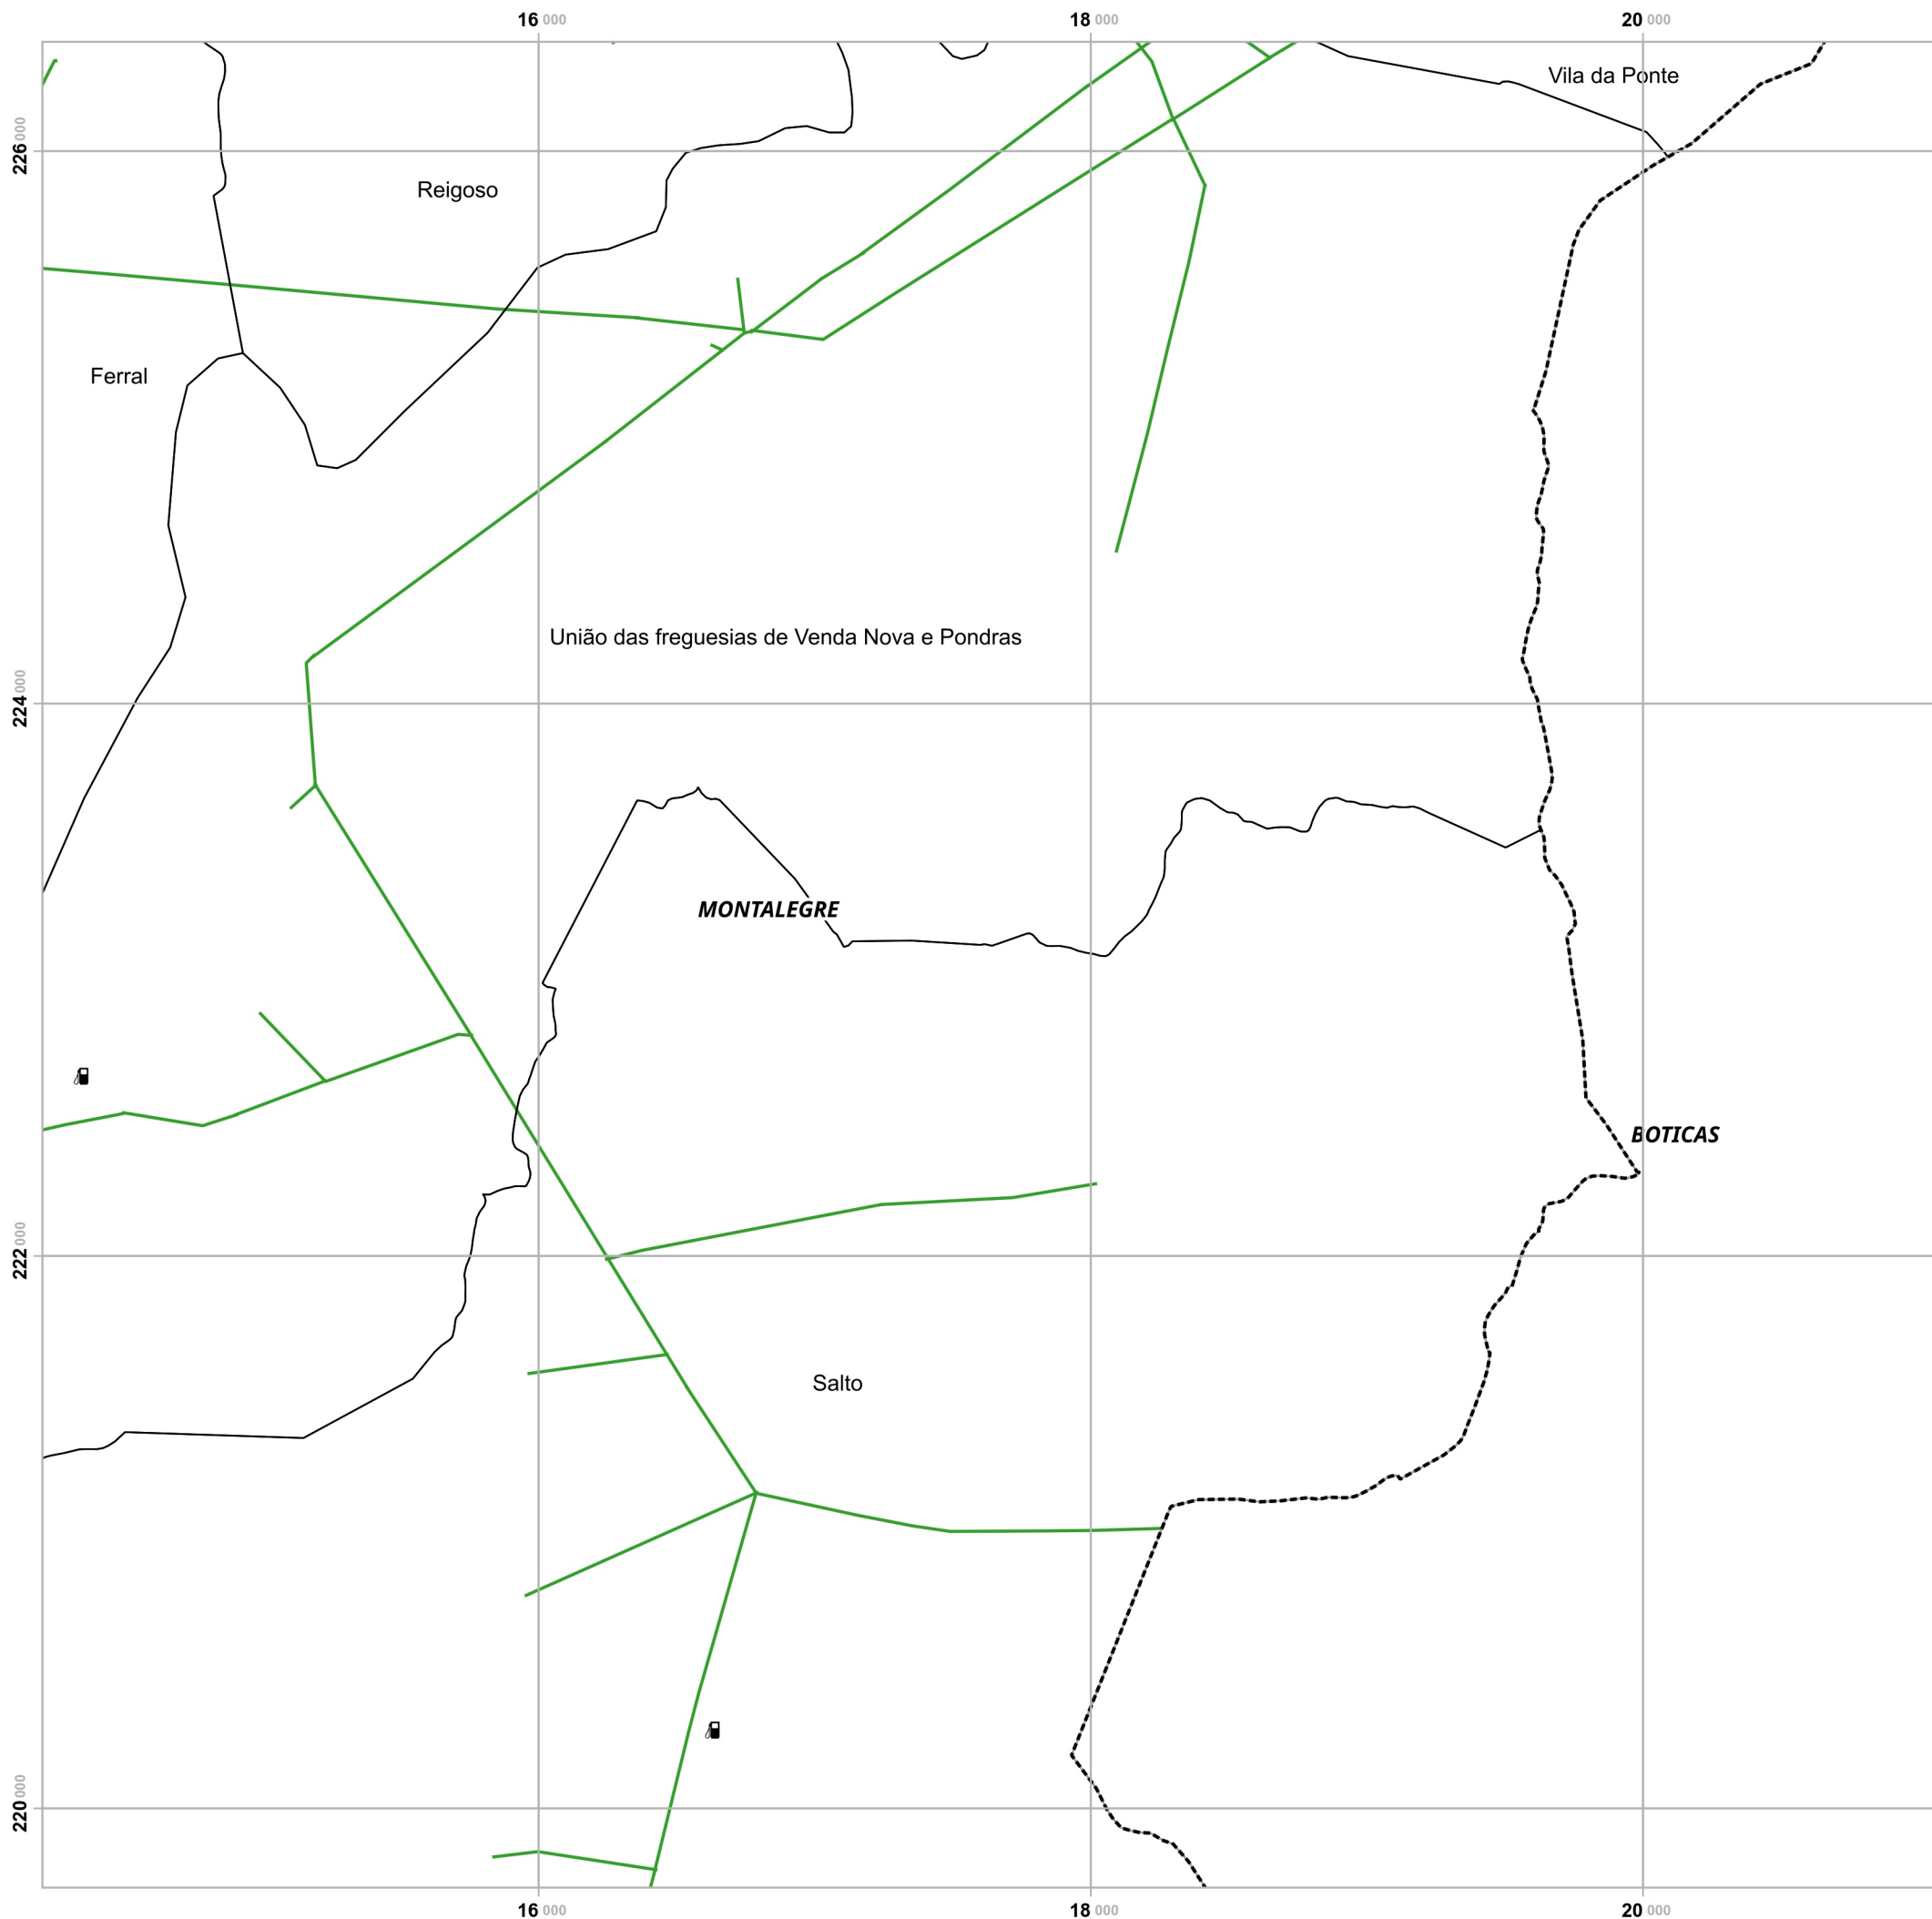 16 000
18 000
20 000
Vila da Ponte
226 000
Reigoso
Ferral
União das freguesias de Venda Nova e Pondras
224 000
MONTALEGRE
BOTICAS
222 000
Salto
220 000
16 000
18 000
20 000